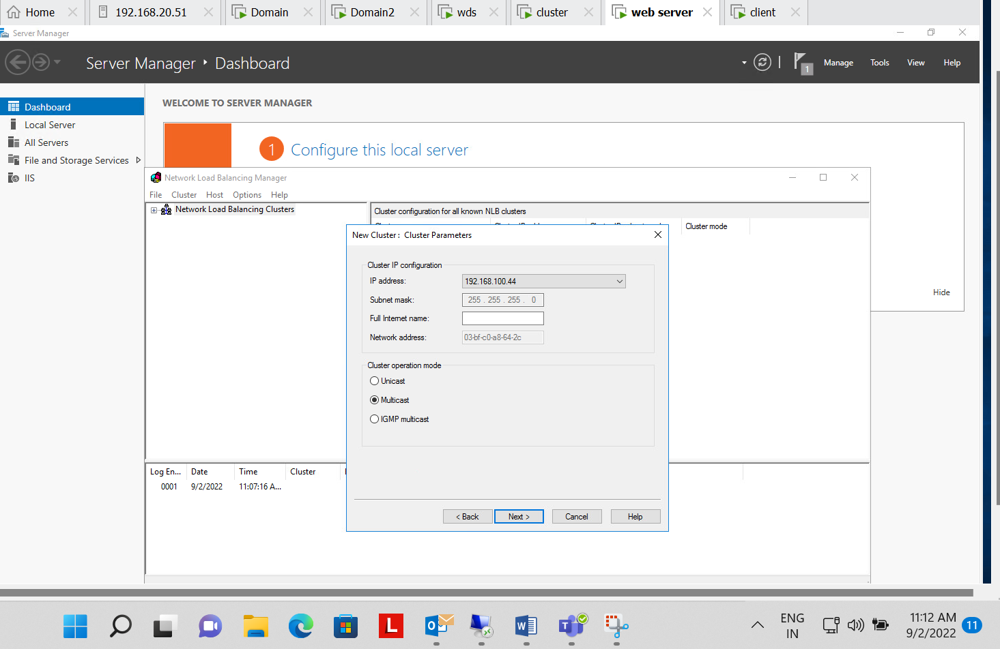 Home
192.168.20.51
Domain
Domain2
wds
cluster
web server
client
Server Manager
Server Manager ‣ Dashboard
1
Manage
Tools
View
Help
Dashboard
Local Server
All Servers
File and Storage Services
IIS
WELCOME TO SERVER MANAGER
1 Configure this local server
Hide
Network Load Balancing Manager
File Cluster Host Options Help
Network Load Balancing Clusters
Cluster configuration for all known NLB clusters
Cluster mode
New Cluster : Cluster Parameters
Cluster IP configuration
IP address: 192.168.100.44
Subnet mask: 255 . 255 . 255 . 0
Full Internet name:
Network address: 03-bf-c0-a8-64-2c
Cluster operation mode
Unicast
Multicast
IGMP multicast
< Back
Next >
Cancel
Help
Log En... Date Time Cluster
0001 9/2/2022 11:07:16 A...
L
W
T
ENG
IN
11:12 AM
9/2/2022
11